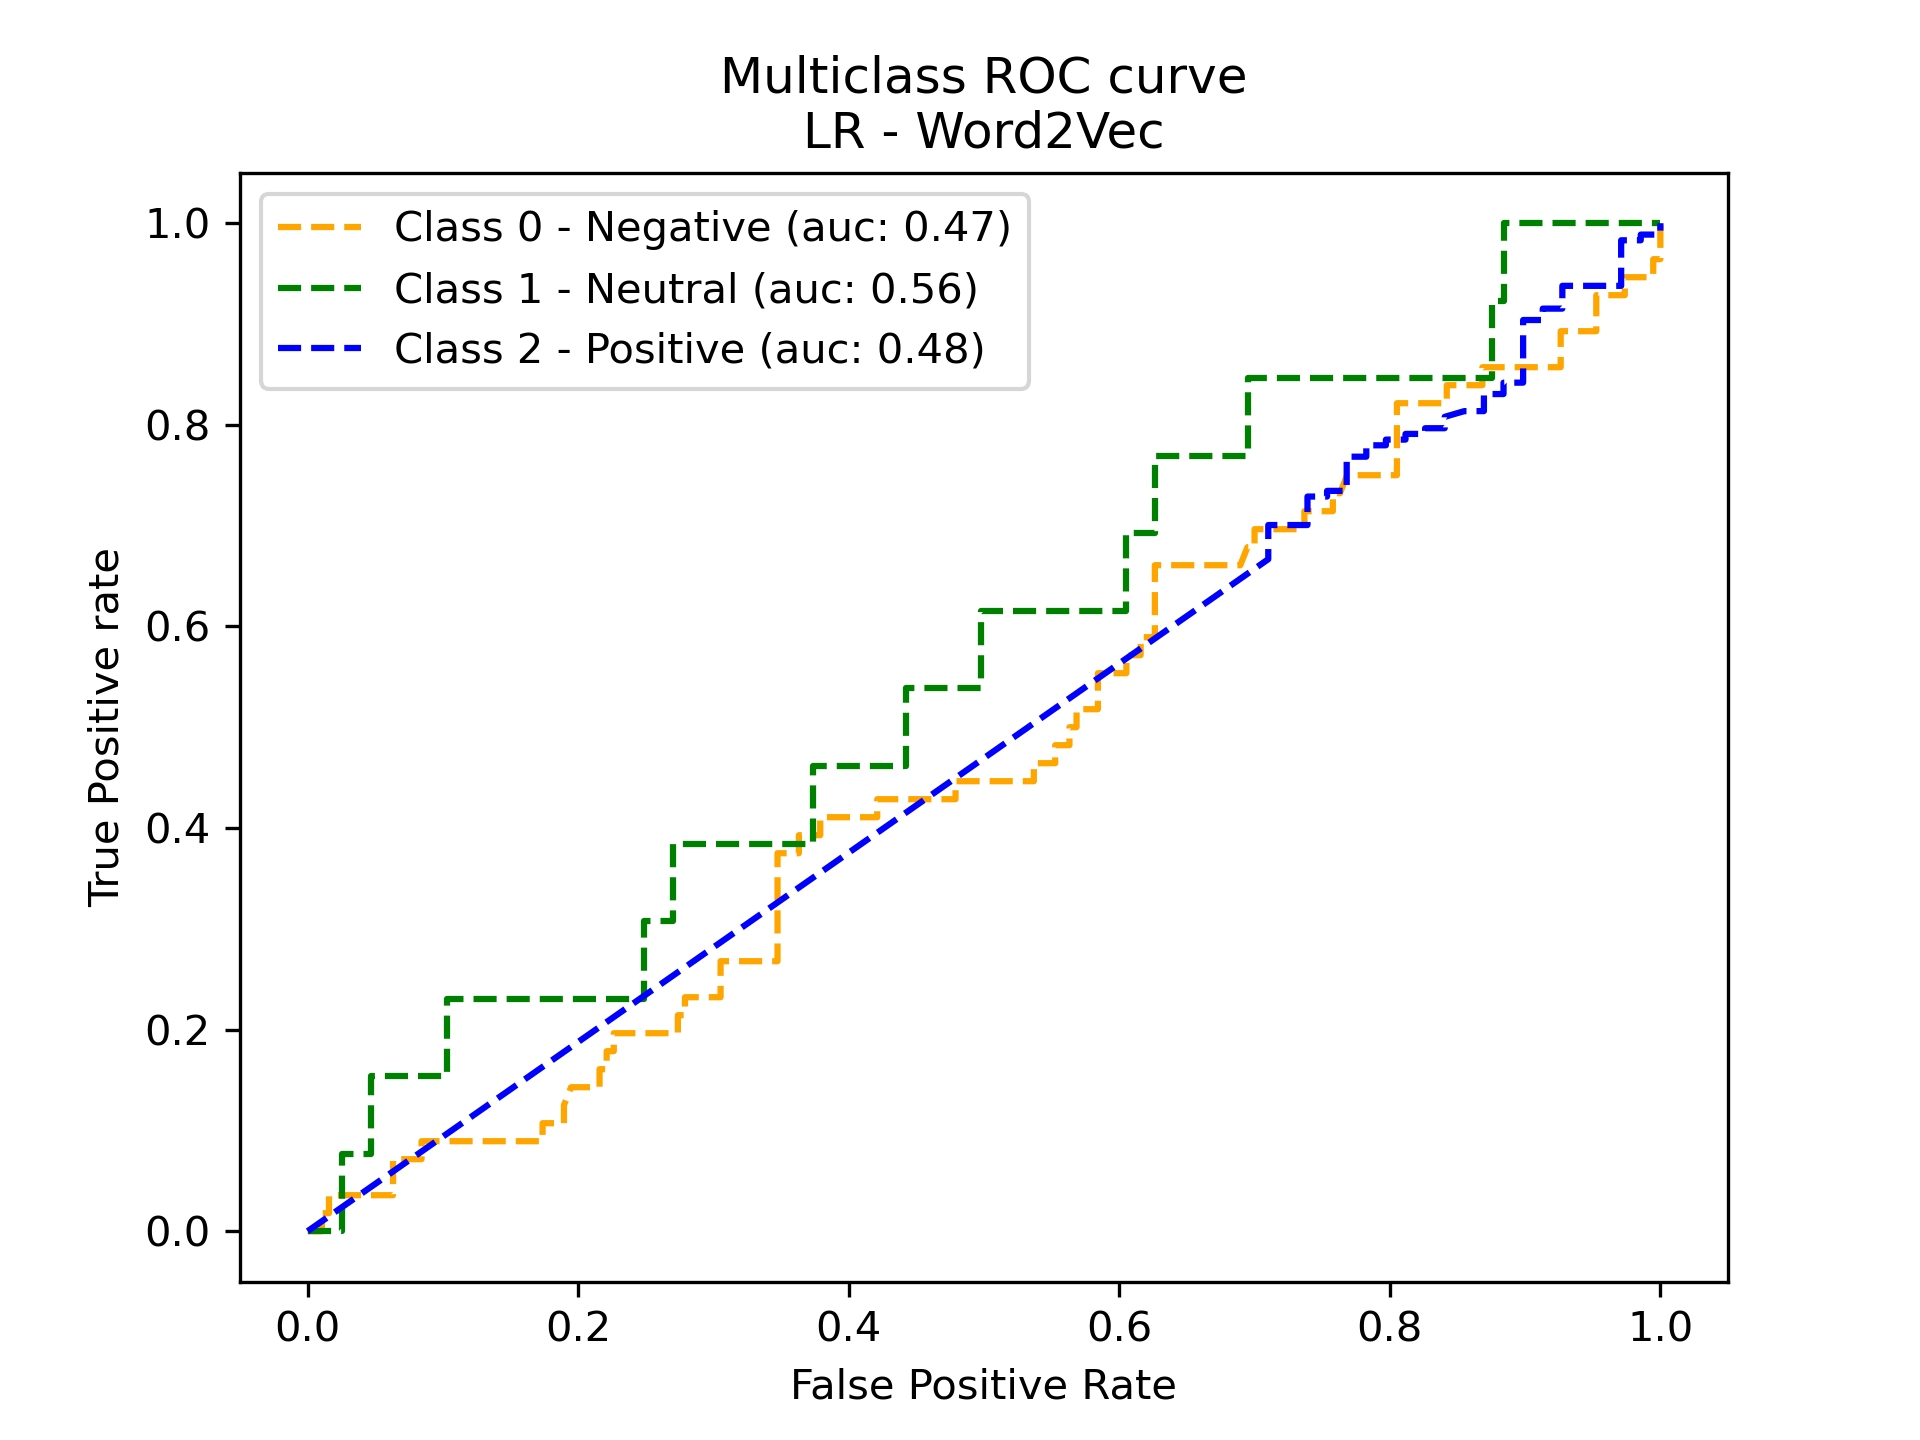 Multiclass ROC curve
LR - Word2Vec
Class 0 - Negative (auc: 0.47)
Class 1 - Neutral (auc: 0.56)
Class 2 - Positive (auc: 0.48)
True Positive rate
1.0
0.8
0.6
0.4
0.2
0.0
0.0 0.2 0.4 0.6 0.8 1.0
False Positive Rate